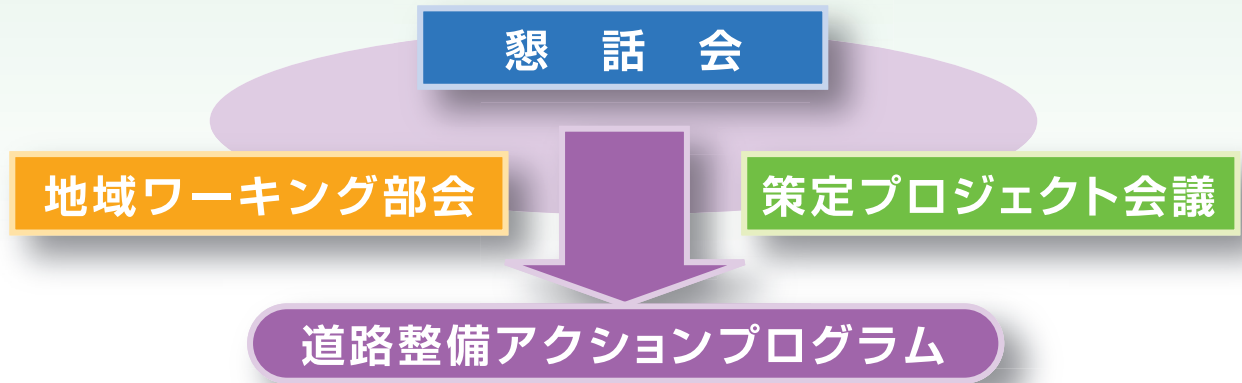 懇話会
地域ワーキング部会
策定プロジェクト会議
道路整備アクションプログラム